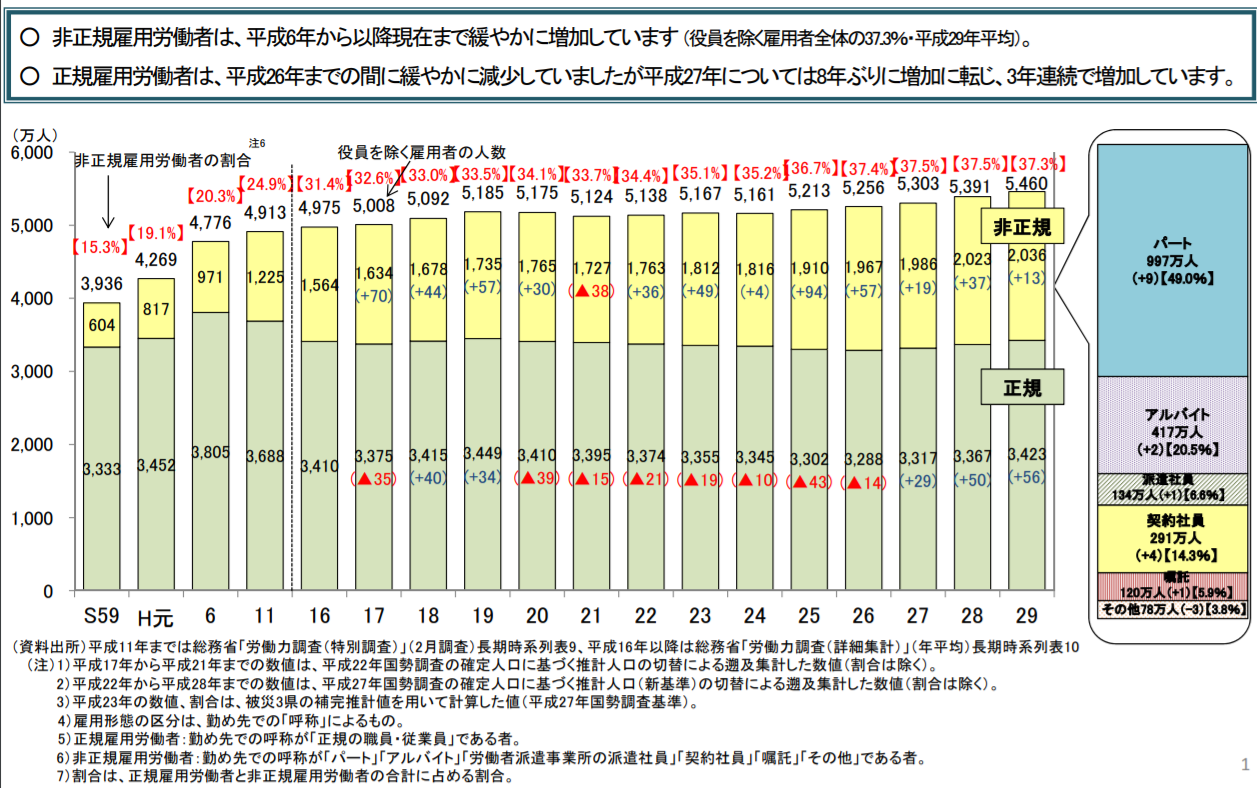 ○ 非正規雇用労働者は、平成6年から以降現在まで緩やかに増加しています（役員を除く雇用者全体の37.3%・平成29年平均）。
○ 正規雇用労働者は、平成26年までの間に緩やかに減少していましたが平成27年については8年ぶりに増加に転じ、3年連続で増加しています。
（万人）
非正規雇用労働者の割合
注6
役員を除く雇用者の人数
6,000
5,000
4,000
3,000
2,000
1,000
0
【15.3%】 【19.1%】 【20.3%】 【24.9%】 【31.4%】 【32.6%】 【33.0%】 【33.5%】 【34.1%】 【33.7%】 【34.4%】 【35.1%】 【35.2%】 【36.7%】 【37.4%】 【37.5%】 【37.5%】 【37.3%】
3,936 4,269 4,776 4,913 4,975 5,008 5,092 5,185 5,175 5,124 5,138 5,167 5,161 5,213 5,256 5,303 5,391 5,460
非正規
604 817 971 1,225 1,564 1,634 1,678 1,735 1,765 1,727 1,763 1,812 1,816 1,910 1,967 1,986 2,023 2,036
(+70) (+44) (+57) (+30) (▲38) (+36) (+49) (+4) (+94) (+57) (+19) (+37) (+13)
正規
3,333 3,452 3,805 3,688 3,410 3,375 3,415 3,449 3,410 3,395 3,374 3,355 3,345 3,302 3,288 3,317 3,367 3,423
(▲35) (+40) (+34) (▲39) (▲15) (▲21) (▲19) (▲10) (▲43) (▲14) (+29) (+50) (+56)
S59 H元 6 11 16 17 18 19 20 21 22 23 24 25 26 27 28 29
パート
997万人
(+9)【49.0%】
アルバイト
417万人
(+2)【20.5%】
派遣社員
134万人(+1)【6.6%】
契約社員
291万人
(+4)【14.3%】
嘱託
120万人(+1)【5.9%】
その他78万人(−3)【3.8%】
（資料出所）平成11年までは総務省「労働力調査（特別調査）」（2月調査）長期時系列表9、平成16年以降は総務省「労働力調査（詳細集計）」（年平均）長期時系列表10
（注）1）平成17年から平成21年までの数値は、平成22年国勢調査の確定人口に基づく推計人口の切替による遡及集計した数値（割合は除く）。
2）平成22年から平成28年までの数値は、平成27年国勢調査の確定人口に基づく推計人口（新基準）の切替による遡及集計した数値（割合は除く）。
3）平成23年の数値、割合は、被災3県の補完推計値を用いて計算した値（平成27年国勢調査基準）。
4）雇用形態の区分は、勤め先での「呼称」によるもの。
5）正規雇用労働者：勤め先での呼称が「正規の職員・従業員」である者。
6）非正規雇用労働者：勤め先での呼称が「パート」「アルバイト」「労働者派遣事業所の派遣社員」「契約社員」「嘱託」「その他」である者。
7）割合は、正規雇用労働者と非正規雇用労働者の合計に占める割合。
1